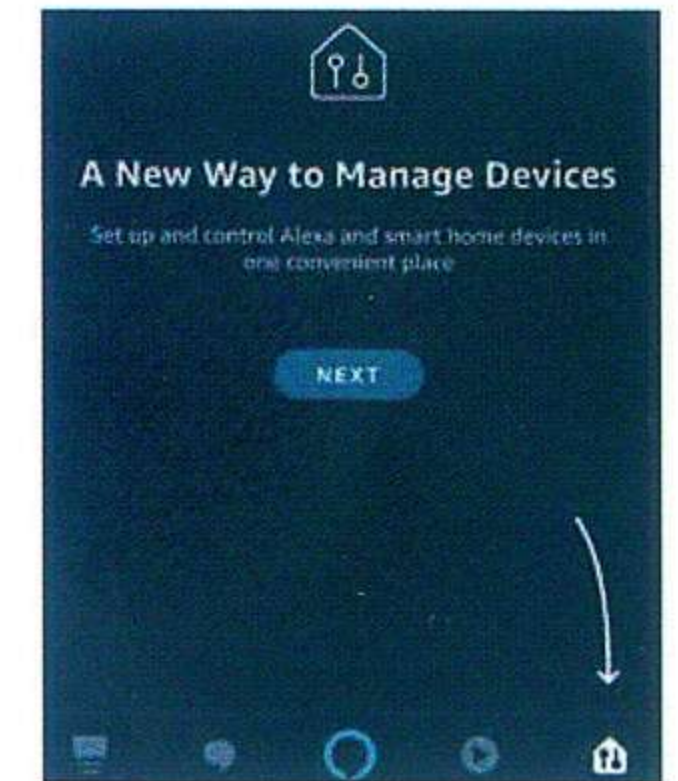 A New Way to Manage Devices
Set up and control Alexa and smart home devices in
one convenient place
NEXT